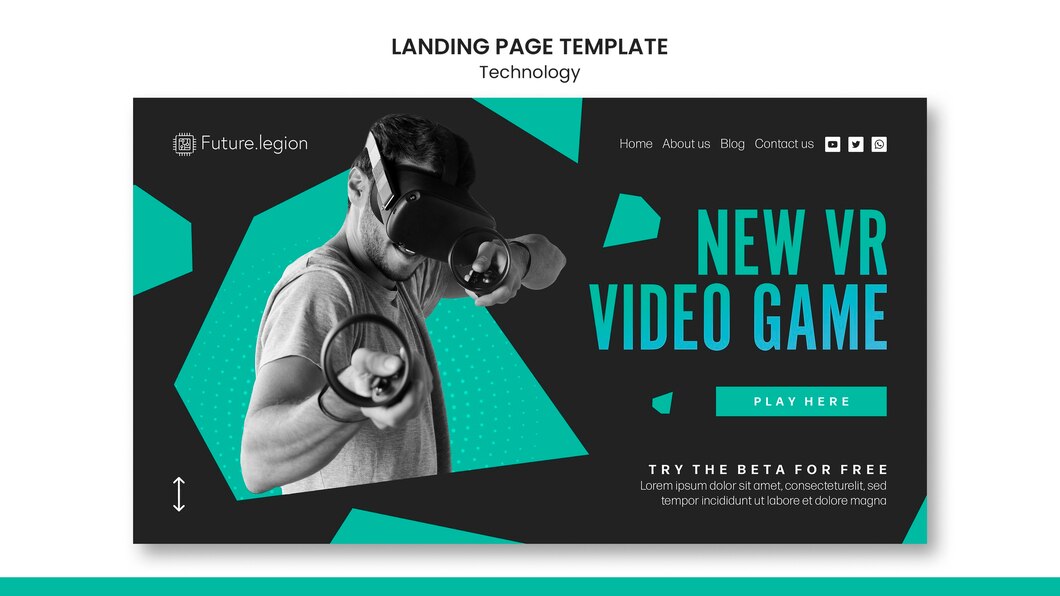 LANDING PAGE TEMPLATE
Technology
Future.legion
Home About us Blog Contact us
NEW VR
VIDEO GAME
PLAY HERE
TRY THE BETA FOR FREE
Lorem ipsum dolor sit amet, consecteturelit, sed
tempor incididunt ut labore et dolore magna